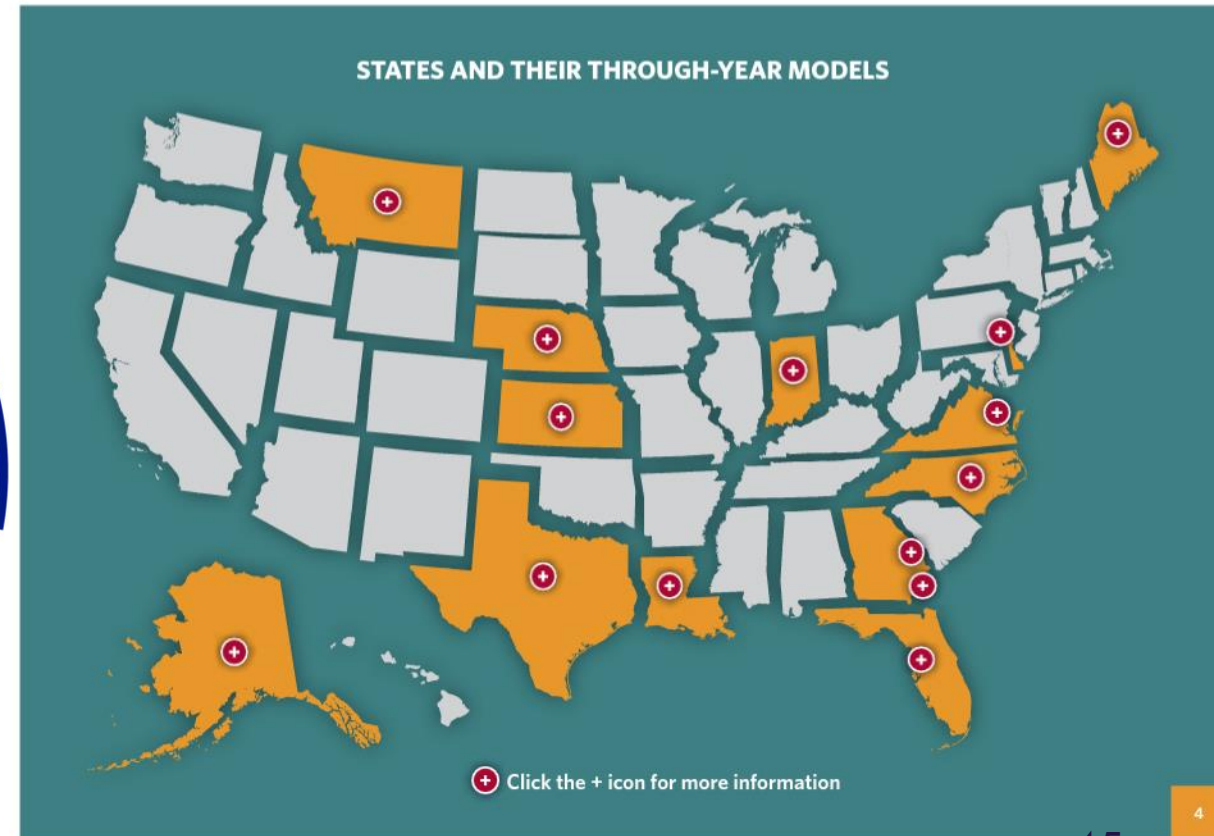 STATES AND THEIR THROUGH-YEAR MODELS
Click the + icon for more information
4